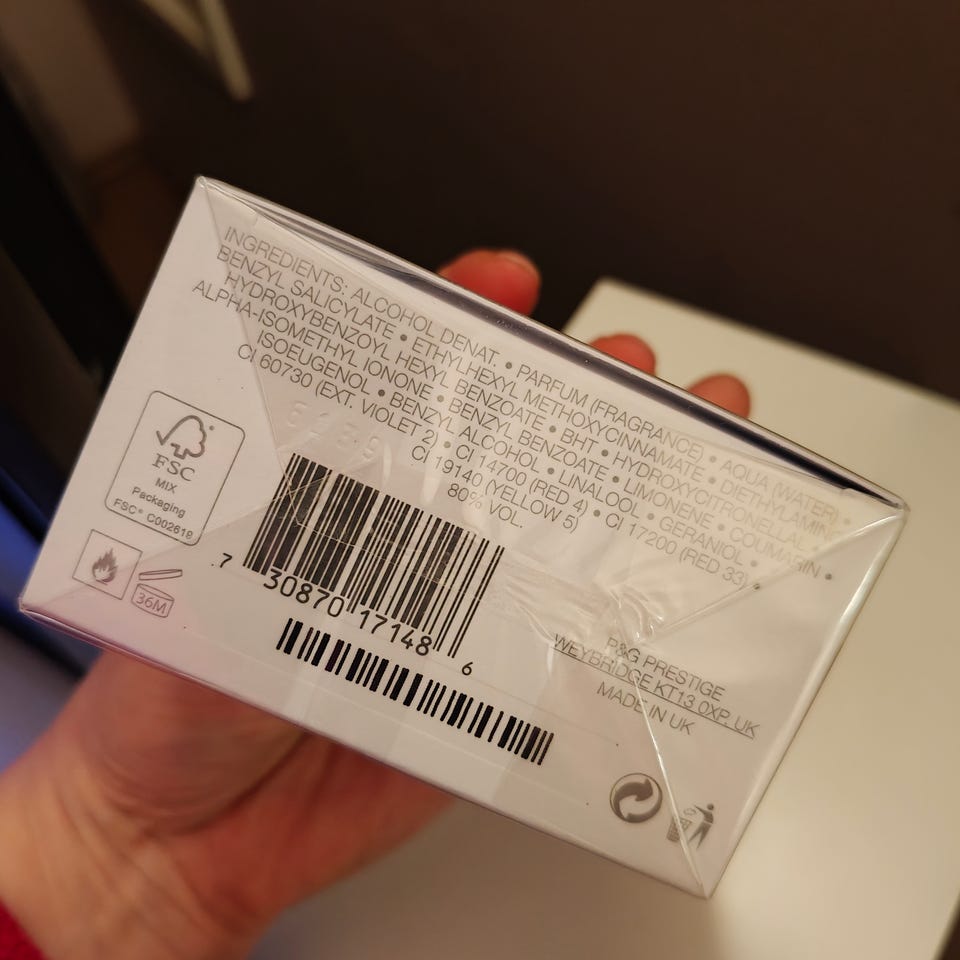 INGREDIENTS: ALCOHOL DENAT. • PARFUM (FRAGRANCE) • AQUA (WATER) •
BENZYL SALICYLATE • ETHYLHEXYL METHOXYCINNAMATE • DIETHYLAMINO
HYDROXYBENZOYL HEXYL BENZOATE • BHT • HYDROXYCITRONELLAL •
ALPHA-ISOMETHYL IONONE • BENZYL BENZOATE • LIMONENE • COUMARIN •
ISOEUGENOL • BENZYL ALCOHOL • LINALOOL • GERANIOL •
CI 60730 (EXT. VIOLET 2) • CI 14700 (RED 4) • CI 17200 (RED 33) •
CI 19140 (YELLOW 5)
80% VOL.
FSC
MIX
Packaging
FSC® C002619
36M
7 30870 17148 6
P&G PRESTIGE
WEYBRIDGE KT13 0XP, UK
MADE IN UK